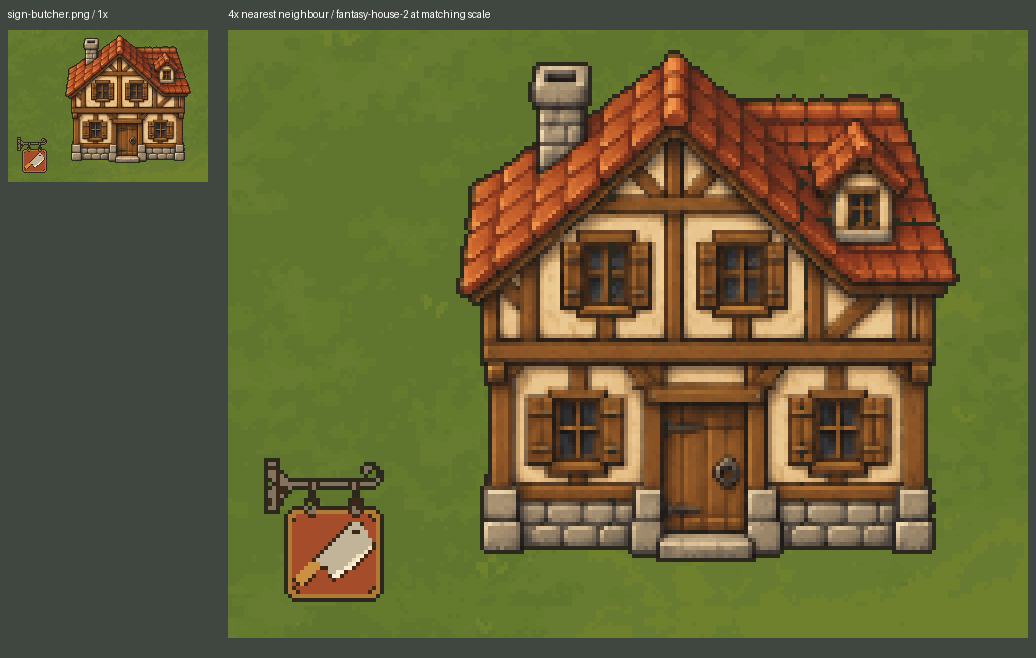 sign-butcher.png / 1x
4x nearest neighbour / fantasy-house-2 at matching scale